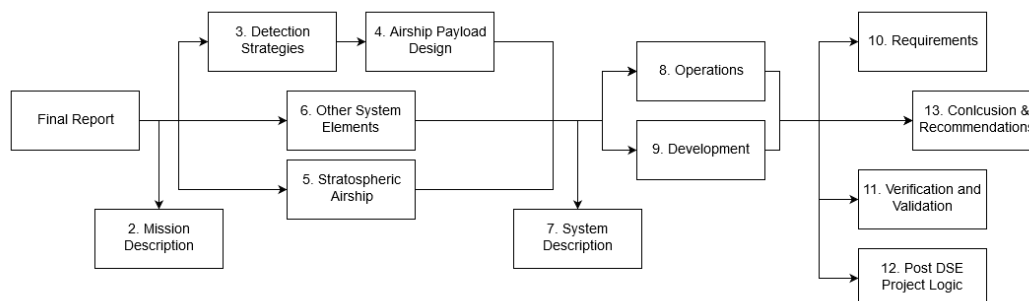 Final Report
2. Mission
Description
3. Detection
Strategies
4. Airship Payload
Design
6. Other System
Elements
5. Stratospheric
Airship
7. System
Description
8. Operations
9. Development
10. Requirements
13. Conlcusion &
Recommendations
11. Verification and
Validation
12. Post DSE
Project Logic